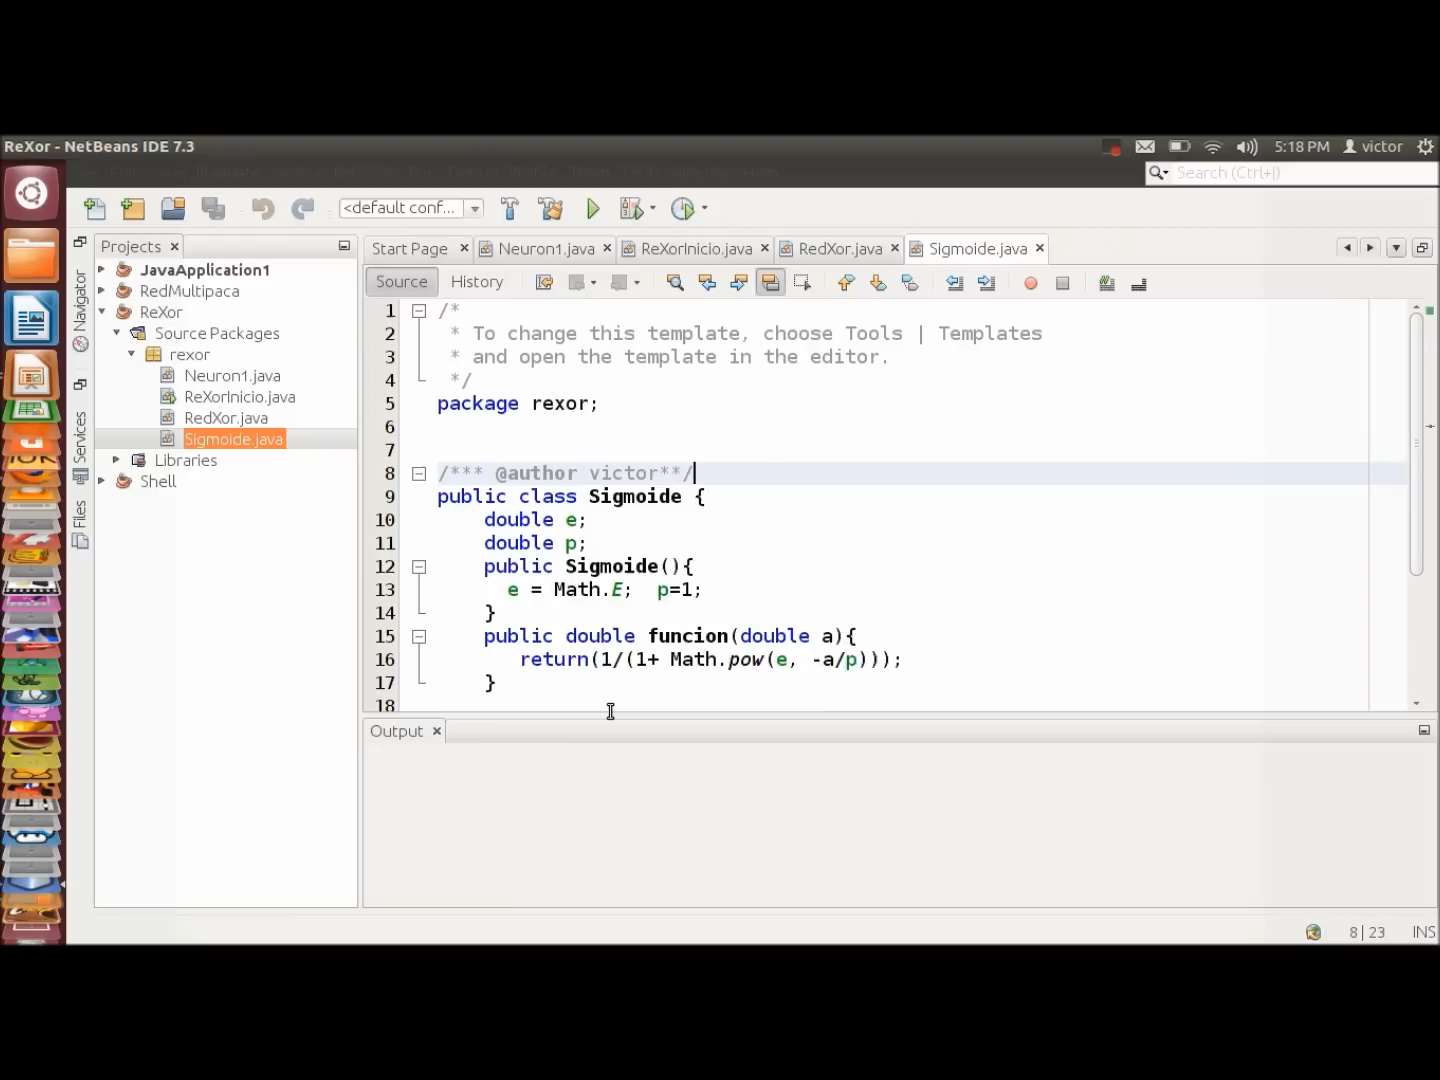 ReXor - NetBeans IDE 7.3
5:18 PM victor
Search (Ctrl+I)
<default conf...
Projects
Start Page
Neuron1.java
ReXorInicio.java
RedXor.java
Sigmoide.java
Navigator
Services
Files
JavaApplication1
RedMultipaca
ReXor
Source Packages
rexor
Neuron1.java
ReXorInicio.java
RedXor.java
Sigmoide.java
Libraries
Shell
Source
History
1 /*
2 * To change this template, choose Tools | Templates
3 * and open the template in the editor.
4 */
5 package rexor;
6
7
8 /*** @author victor**/
9 public class Sigmoide {
10 double e;
11 double p;
12 public Sigmoide(){
13 e = Math.E; p=1;
14 }
15 public double funcion(double a){
16 return(1/(1+ Math.pow(e, -a/p)));
17 }
18
Output
8 | 23 INS